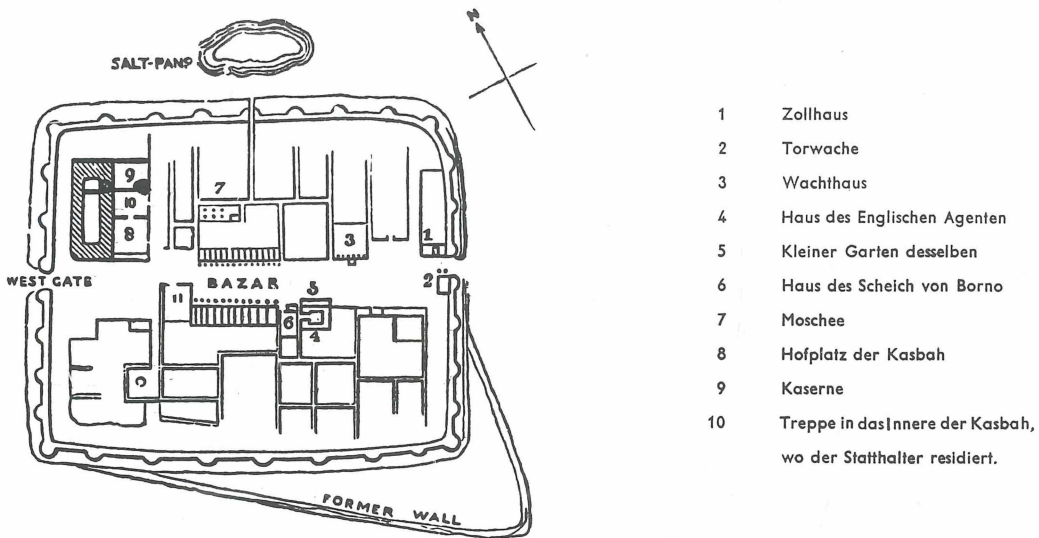 N
SALT-PAN?
9
10
8
7
3
1
WEST GATE
BAZAR
2
11
5
6
4
FORMER WALL
1 Zollhaus
2 Torwache
3 Wachthaus
4 Haus des Englischen Agenten
5 Kleiner Garten desselben
6 Haus des Scheich von Borno
7 Moschee
8 Hofplatz der Kasbah
9 Kaserne
10 Treppe in das Innere der Kasbah,
wo der Statthalter residiert.